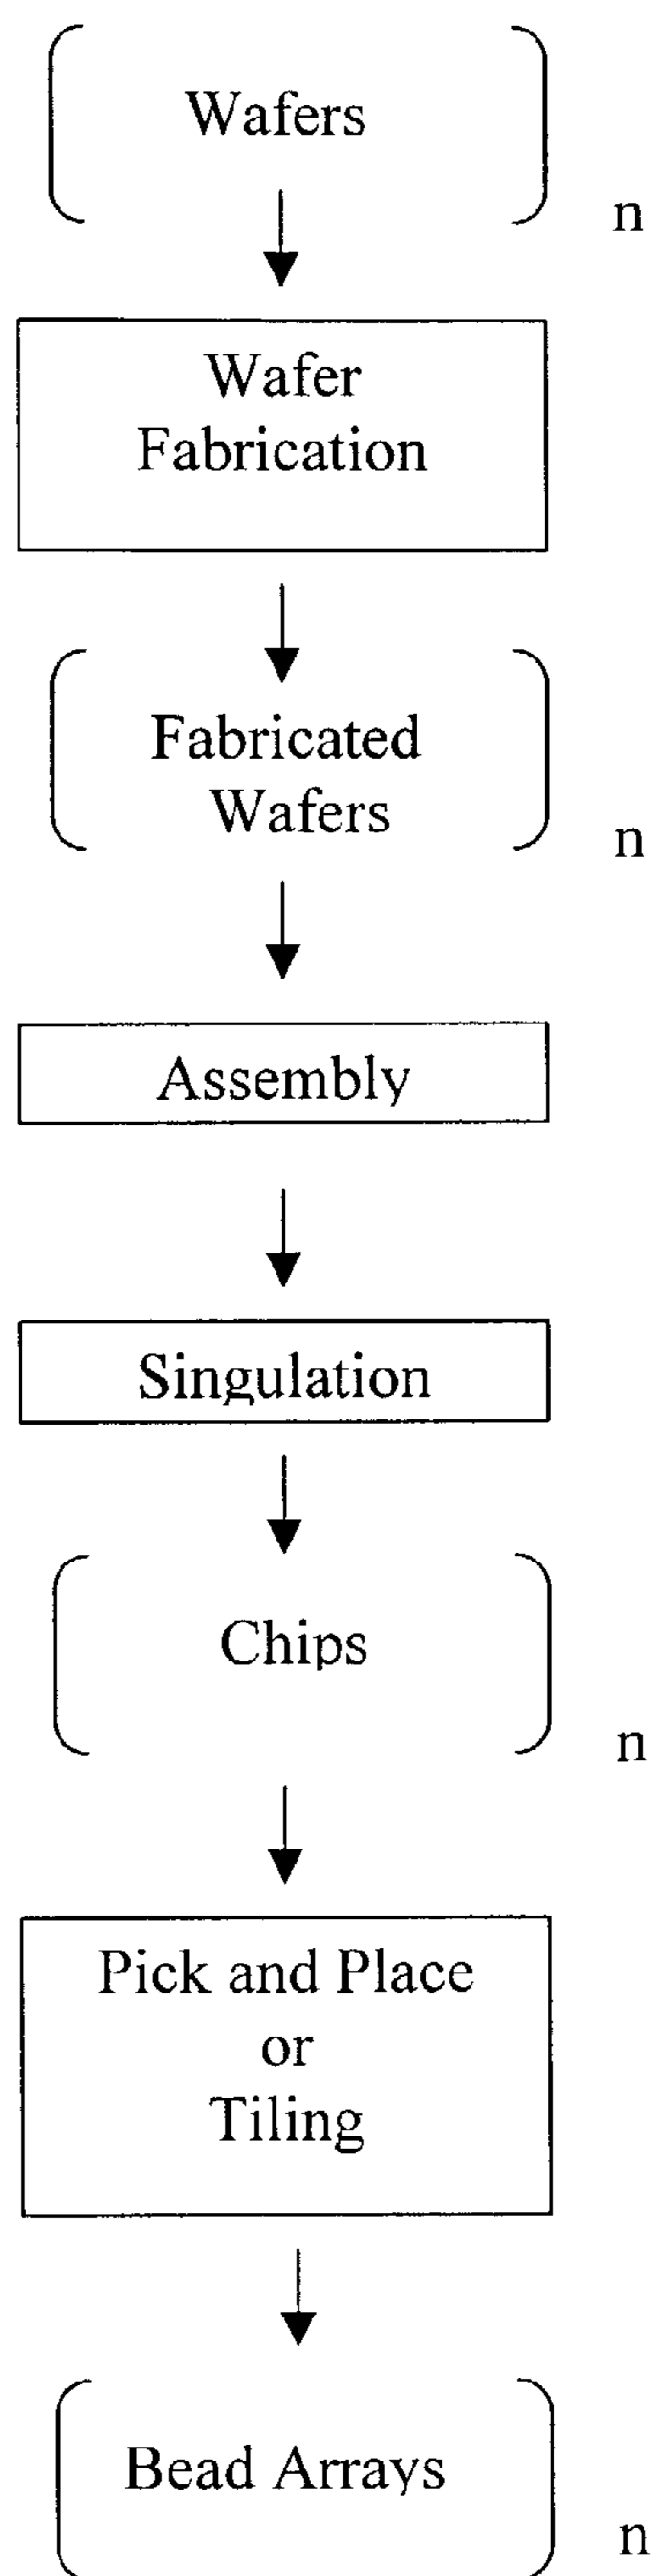 Wafers
n
Wafer
Fabrication
Fabricated
Wafers
n
Assembly
Singulation
Chips
n
Pick and Place
or
Tiling
Bead Arrays
n